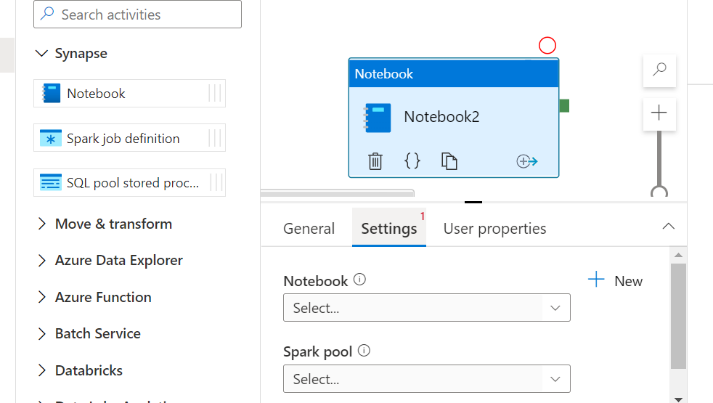 Search activities
Synapse
Notebook
Spark job definition
SQL pool stored proc...
Move & transform
Azure Data Explorer
Azure Function
Batch Service
Databricks
Notebook
Notebook2
General
Settings 1
User properties
Notebook
New
Select...
Spark pool
Select...